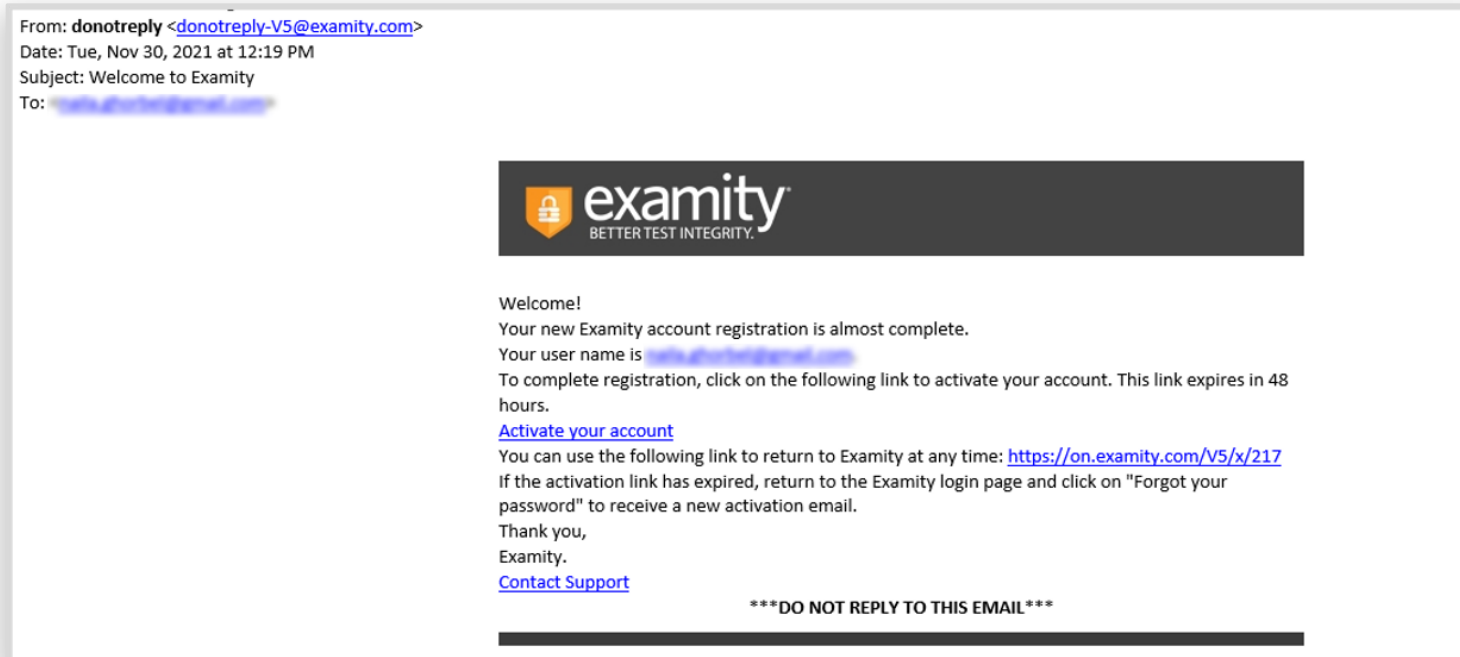 From: donotreply <donotreply-V5@examity.com>
Date: Tue, Nov 30, 2021 at 12:19 PM
Subject: Welcome to Examity
To:
examity
BETTER TEST INTEGRITY.
Welcome!
Your new Examity account registration is almost complete.
Your user name is
To complete registration, click on the following link to activate your account. This link expires in 48
hours.
Activate your account
You can use the following link to return to Examity at any time: https://on.examity.com/V5/x/217
If the activation link has expired, return to the Examity login page and click on "Forgot your
password" to receive a new activation email.
Thank you,
Examity.
Contact Support
***DO NOT REPLY TO THIS EMAIL***